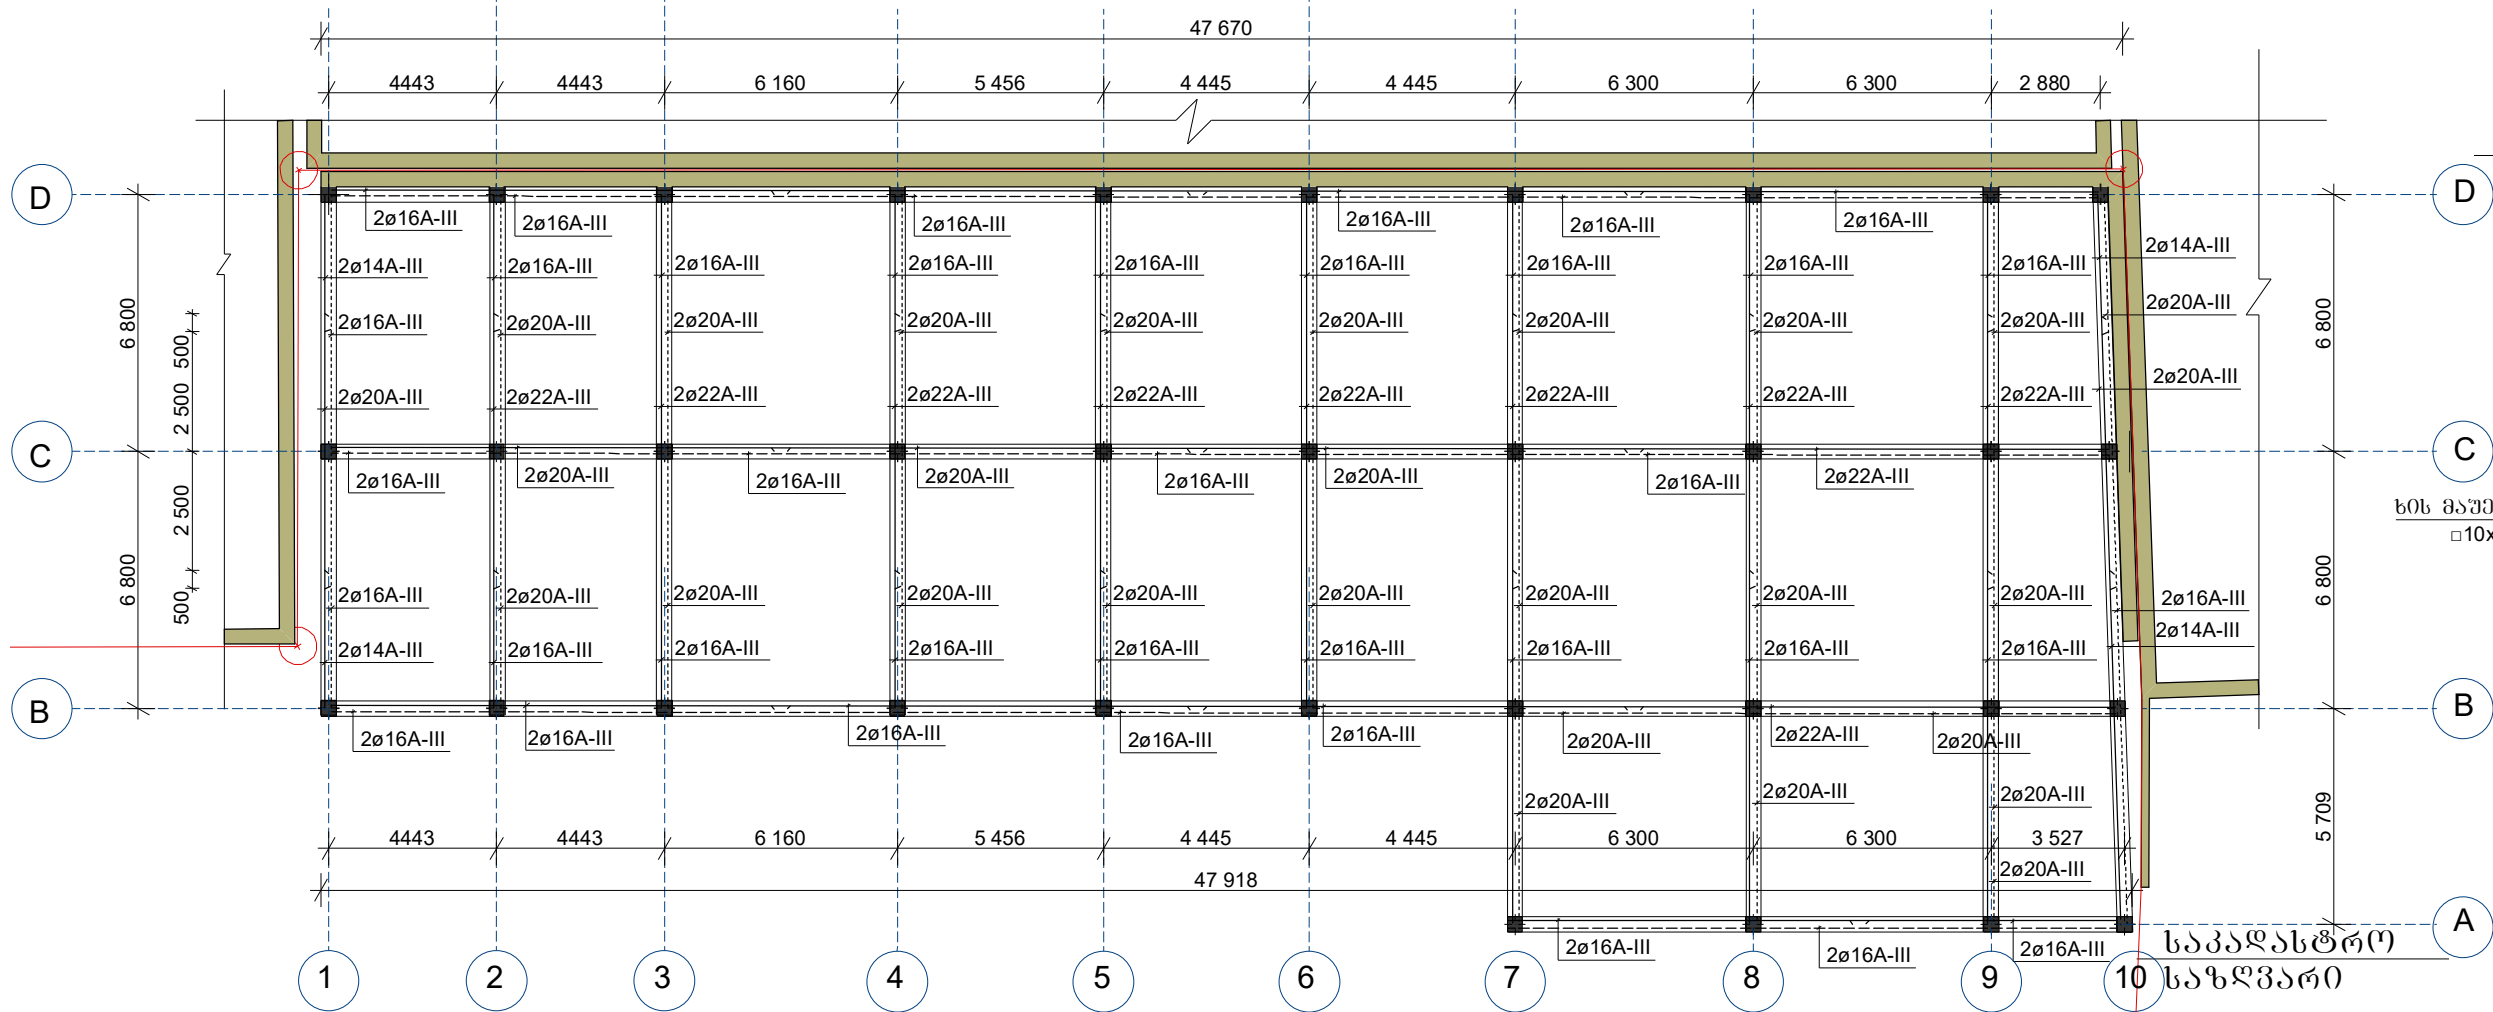 47 670
4443 4443 6 160 5 456 4 445 4 445 6 300 6 300 2 880
D D
2ø16A-III 2ø16A-III 2ø16A-III 2ø16A-III 2ø16A-III 2ø16A-III
2ø14A-III 2ø16A-III 2ø16A-III 2ø16A-III 2ø16A-III 2ø16A-III 2ø16A-III 2ø16A-III 2ø16A-III 2ø14A-III
6 800 500 2ø16A-III 2ø20A-III 2ø20A-III 2ø20A-III 2ø20A-III 2ø20A-III 2ø20A-III 2ø20A-III 2ø20A-III 2ø20A-III 6 800
2 500 2ø20A-III 2ø22A-III 2ø22A-III 2ø22A-III 2ø22A-III 2ø22A-III 2ø22A-III 2ø22A-III 2ø22A-III 2ø20A-III
C C
2ø16A-III 2ø20A-III 2ø16A-III 2ø20A-III 2ø16A-III 2ø20A-III 2ø16A-III 2ø22A-III
2 500
ხის
□10x
6 800 500 2ø16A-III 2ø20A-III 2ø20A-III 2ø20A-III 2ø20A-III 2ø20A-III 2ø20A-III 2ø20A-III 2ø20A-III 2ø16A-III 6 800
2ø14A-III 2ø16A-III 2ø16A-III 2ø16A-III 2ø16A-III 2ø16A-III 2ø16A-III 2ø16A-III 2ø16A-III 2ø14A-III
B B
2ø16A-III 2ø16A-III 2ø16A-III 2ø16A-III 2ø16A-III 2ø20A-III 2ø22A-III 2ø20A-III
2ø20A-III 2ø20A-III 2ø20A-III 5 709
4443 4443 6 160 5 456 4 445 4 445 6 300 6 300 3 527
2ø20A-III
47 918
A
2ø16A-III 2ø16A-III 2ø16A-III
საკადასტრო
საზღვარი
1 2 3 4 5 6 7 8 9 10